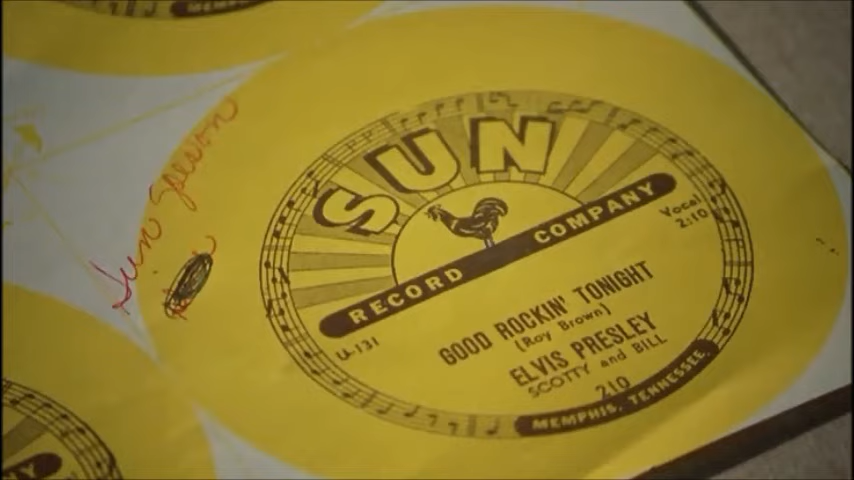 MEMPHIS
Sun Session
SUN
RECORD COMPANY
Vocal
2:10
U-131
GOOD ROCKIN' TONIGHT
(Roy Brown)
ELVIS PRESLEY
SCOTTY and BILL
210
MEMPHIS, TENNESSEE.